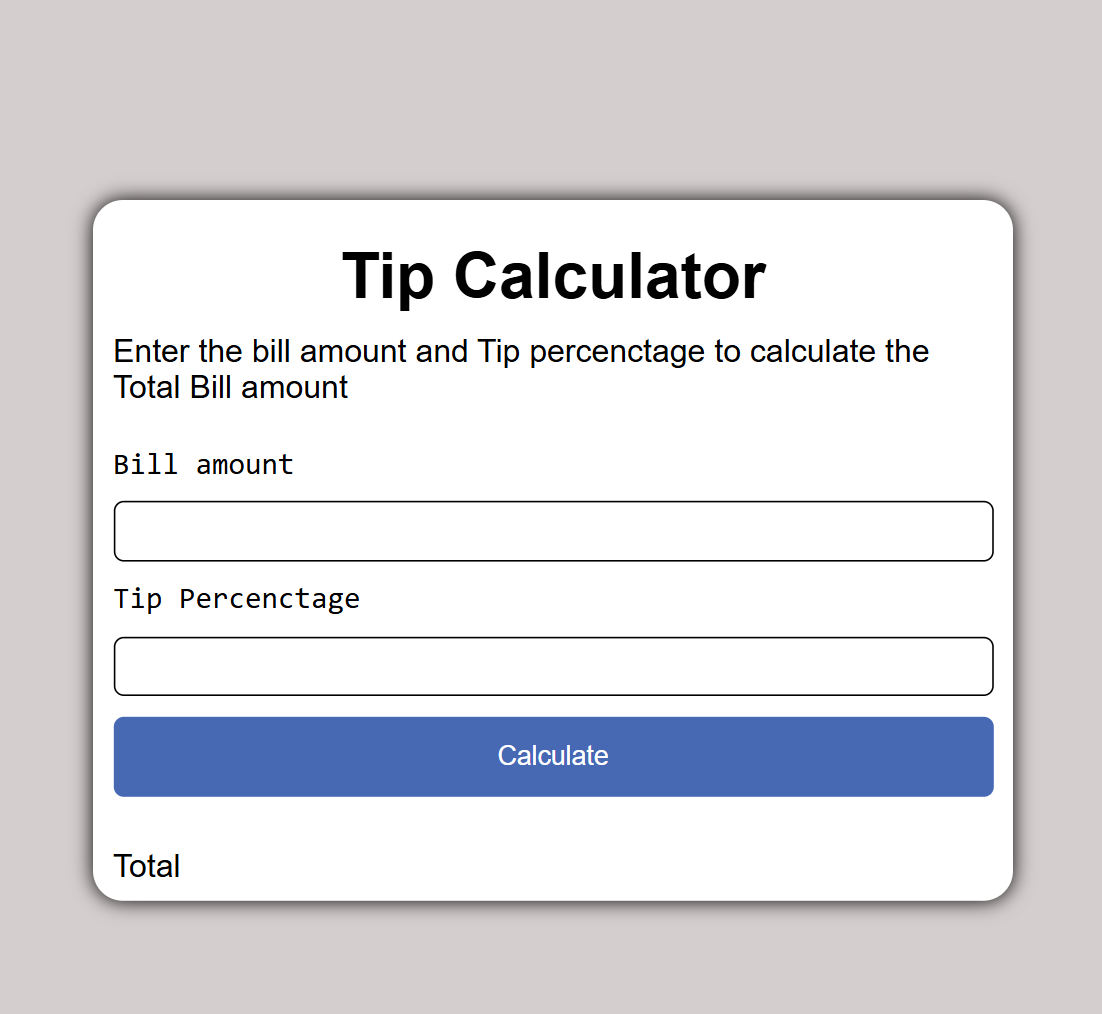 Tip Calculator
Enter the bill amount and Tip percenctage to calculate the
Total Bill amount
Bill amount
Tip Percenctage
Calculate
Total